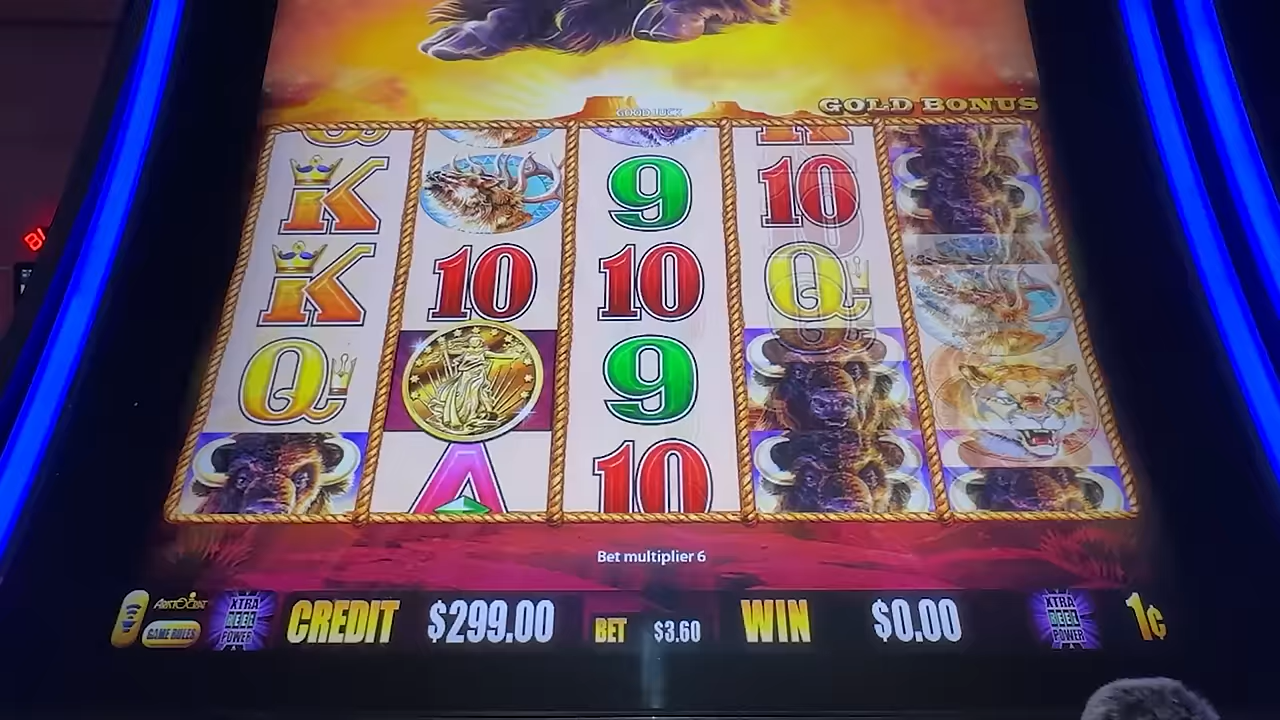 GOOD LUCK
GOLD BONUS
K 9 10
K 10 10 Q
Q 9
A 10
Bet multiplier 6
ARISTOCRAT
GAME RULES
XTRA REEL POWER
CREDIT $299.00 BET $3.60 WIN $0.00
XTRA REEL POWER
1¢